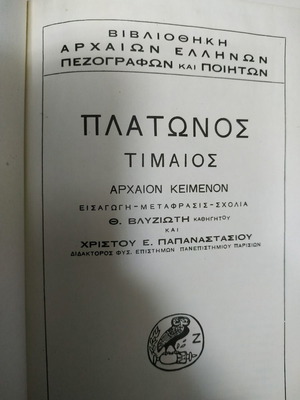 ΒΙΒΛΙΟΘΗΚΗ
ΑΡΧΑΙΩΝ ΕΛΛΗΝΩΝ
ΠΕΖΟΓΡΑΦΩΝ ΚΑΙ ΠΟΙΗΤΩΝ
ΠΛΑΤΩΝΟΣ
ΤΙΜΑΙΟΣ
ΑΡΧΑΙΟΝ ΚΕΙΜΕΝΟΝ
ΕΙΣΑΓΩΓΗ-ΜΕΤΑΦΡΑΣΙΣ-ΣΧΟΛΙΑ
Θ. ΒΛΥΖΙΩΤΗ ΚΑΘΗΓΗΤΟΥ
ΚΑΙ
ΧΡΙΣΤΟΥ Ε. ΠΑΠΑΝΑΣΤΑΣΙΟΥ
ΔΙΔΑΚΤΟΡΟΣ ΦΥΣ. ΕΠΙΣΤΗΜΩΝ ΠΑΝΕΠΙΣΤΗΜΙΟΥ ΠΑΡΙΣΙΩΝ
Ζ